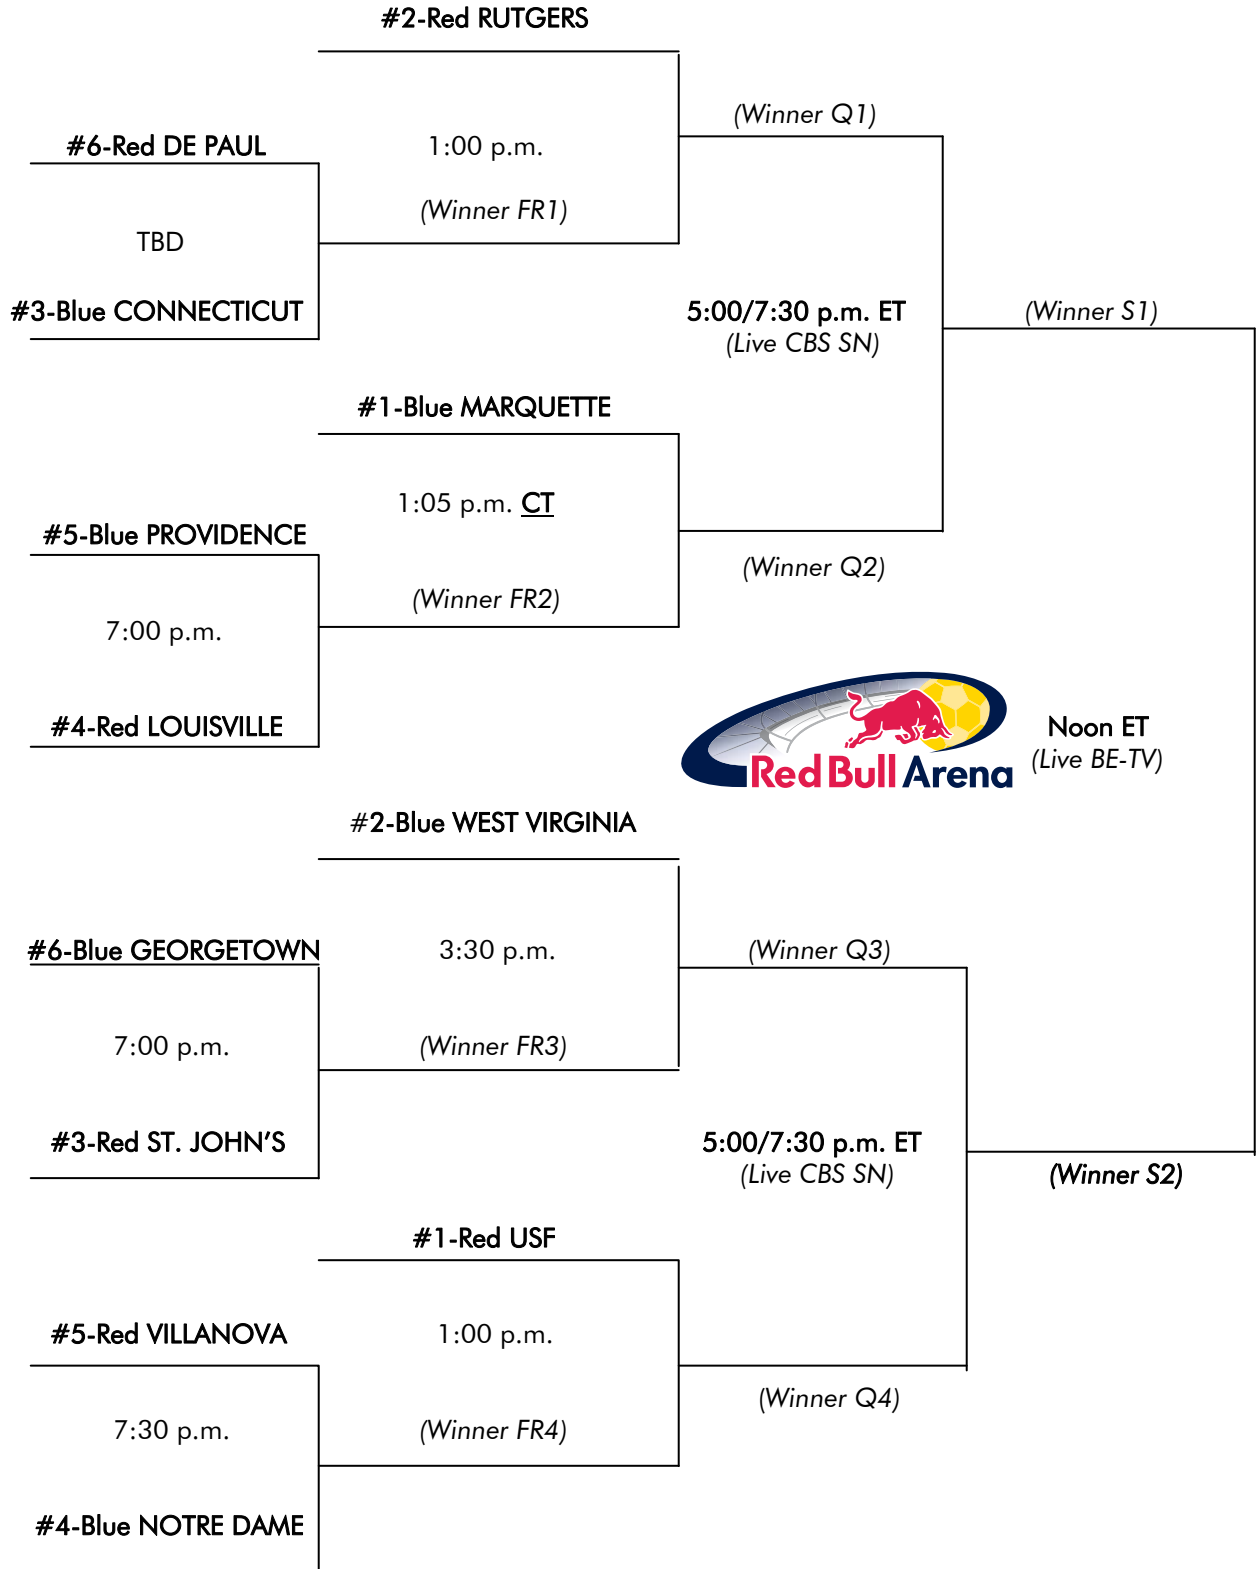 #2-Red RUTGERS
(Winner Q1)
#6-Red DE PAUL
1:00 p.m.
(Winner FR1)
TBD
#3-Blue CONNECTICUT
5:00/7:30 p.m. ET
(Live CBS SN)
(Winner S1)
#1-Blue MARQUETTE
1:05 p.m. CT
#5-Blue PROVIDENCE
(Winner Q2)
(Winner FR2)
7:00 p.m.
#4-Red LOUISVILLE
Red Bull Arena
Noon ET
(Live BE-TV)
#2-Blue WEST VIRGINIA
#6-Blue GEORGETOWN
3:30 p.m.
(Winner Q3)
7:00 p.m.
(Winner FR3)
#3-Red ST. JOHN'S
5:00/7:30 p.m. ET
(Live CBS SN)
(Winner S2)
#1-Red USF
#5-Red VILLANOVA
1:00 p.m.
(Winner Q4)
7:30 p.m.
(Winner FR4)
#4-Blue NOTRE DAME